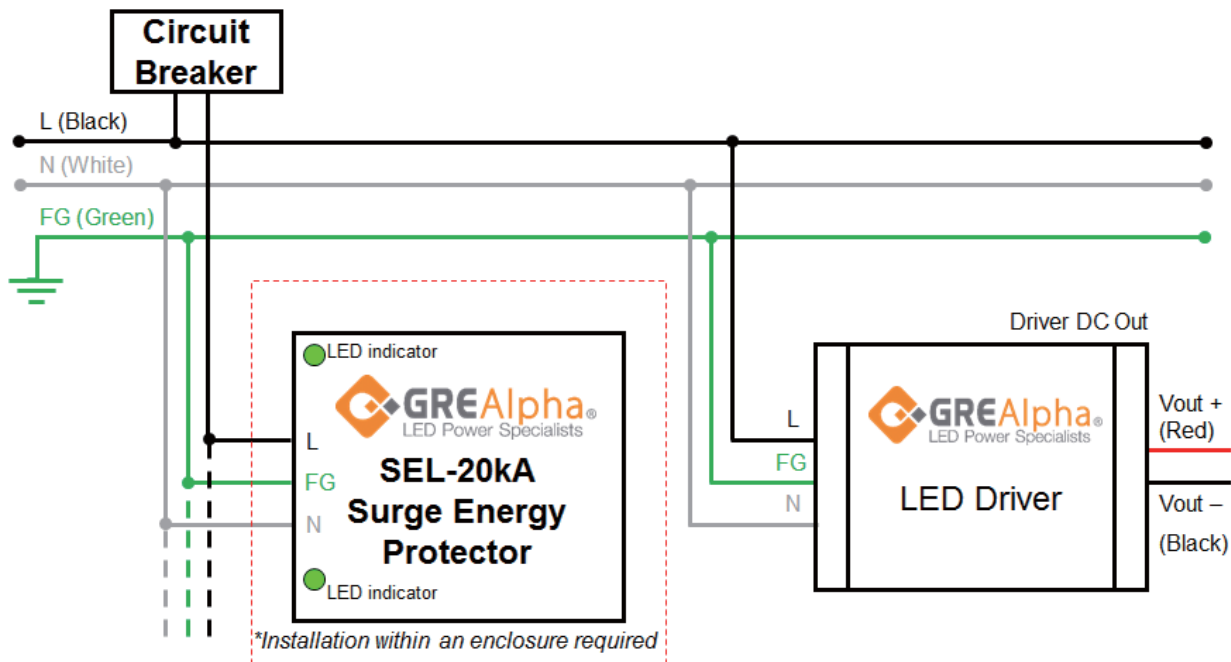 Circuit
Breaker
L (Black)
N (White)
FG (Green)
LED indicator
GREAlpha®
LED Power Specialists
L
FG
N
SEL-20kA
Surge Energy
Protector
LED indicator
*Installation within an enclosure required
Driver DC Out
L
FG
N
GREAlpha®
LED Power Specialists
LED Driver
Vout +
(Red)
Vout –
(Black)